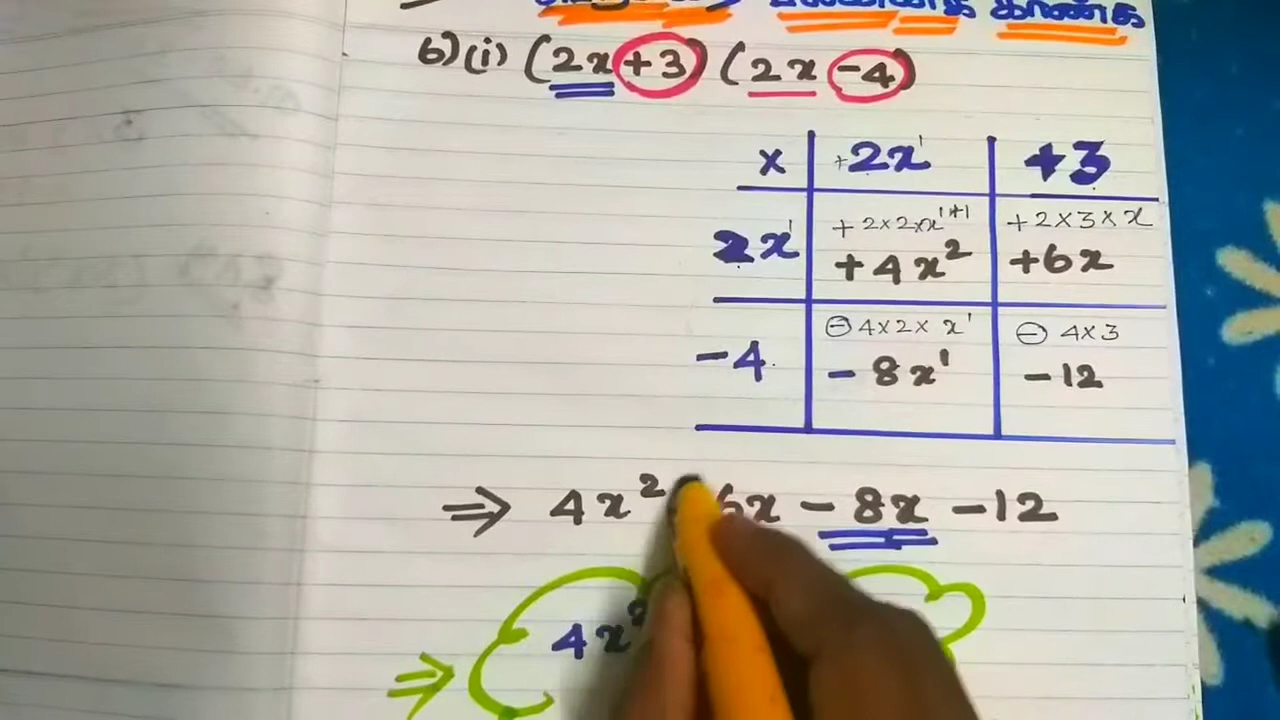 காண்க
6)(i) (2x+3)(2x-4)
× +2x¹ +3
2x¹ +2×2×x¹⁺¹ +2×3×x
+4x² +6x
-4 ⊖4×2×x¹ ⊖ 4×3
-8x¹ -12
⇒ 4x² 6x - 8x - 12
⇒ 4x²